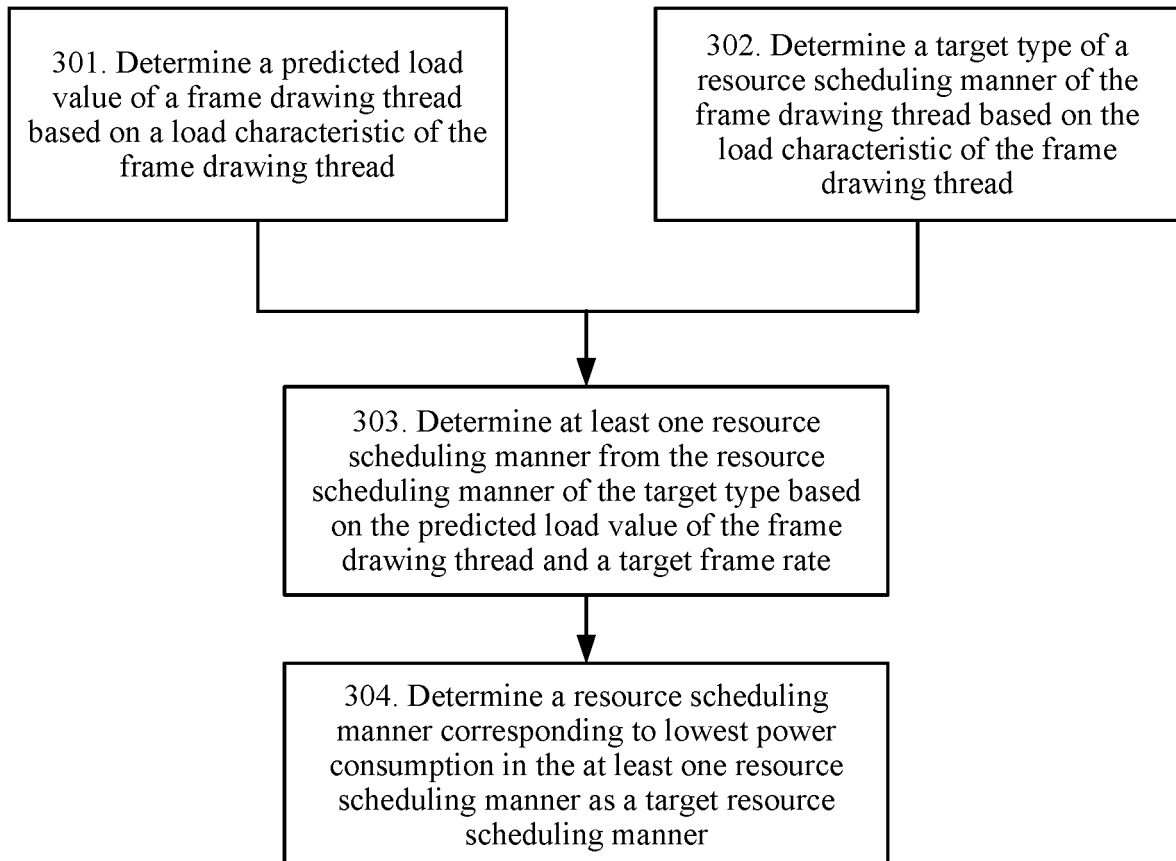 301. Determine a predicted load
value of a frame drawing thread
based on a load characteristic of the
frame drawing thread
302. Determine a target type of a
resource scheduling manner of the
frame drawing thread based on the
load characteristic of the frame
drawing thread
303. Determine at least one resource
scheduling manner from the resource
scheduling manner of the target type based
on the predicted load value of the frame
drawing thread and a target frame rate
304. Determine a resource scheduling
manner corresponding to lowest power
consumption in the at least one resource
scheduling manner as a target resource
scheduling manner